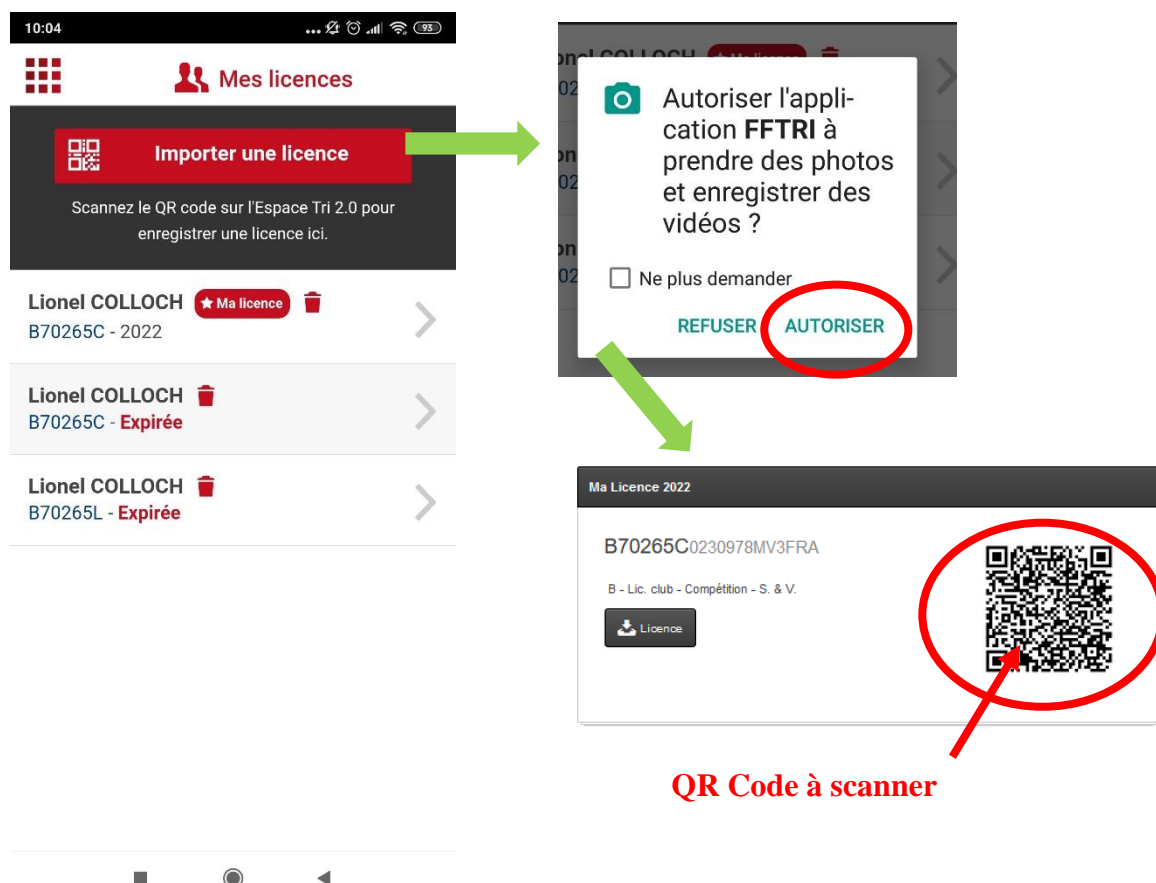 10:04
93
Mes licences
Importer une licence
Scannez le QR code sur l'Espace Tri 2.0 pour
enregistrer une licence ici.
Lionel COLLOCH ★ Ma licence
B70265C - 2022
Lionel COLLOCH
B70265C - Expirée
Lionel COLLOCH
B70265L - Expirée
Autoriser l'appli-
cation FFTRI à
prendre des photos
et enregistrer des
vidéos ?
Ne plus demander
REFUSER AUTORISER
Ma Licence 2022
B70265C0230978MV3FRA
B - Lic. club - Compétition - S. & V.
Licence
QR Code à scanner